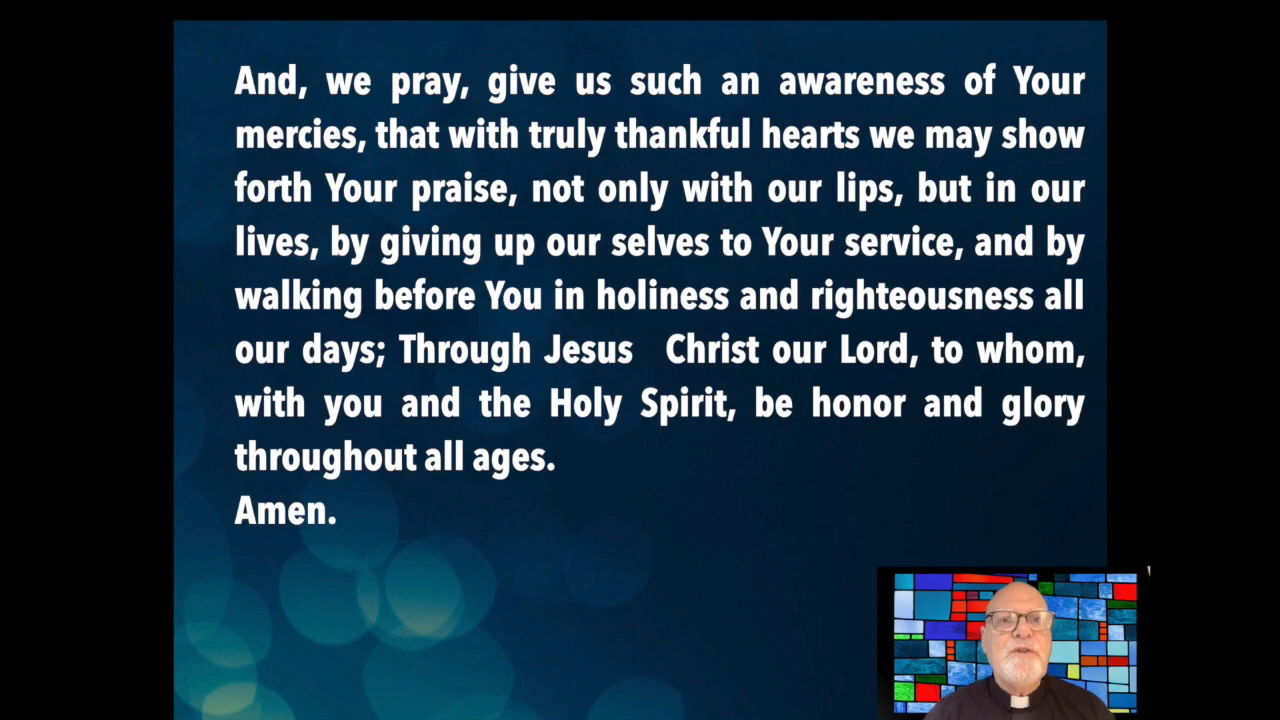 And, we pray, give us such an awareness of Your
mercies, that with truly thankful hearts we may show
forth Your praise, not only with our lips, but in our
lives, by giving up our selves to Your service, and by
walking before You in holiness and righteousness all
our days; Through Jesus Christ our Lord, to whom,
with you and the Holy Spirit, be honor and glory
throughout all ages.
Amen.